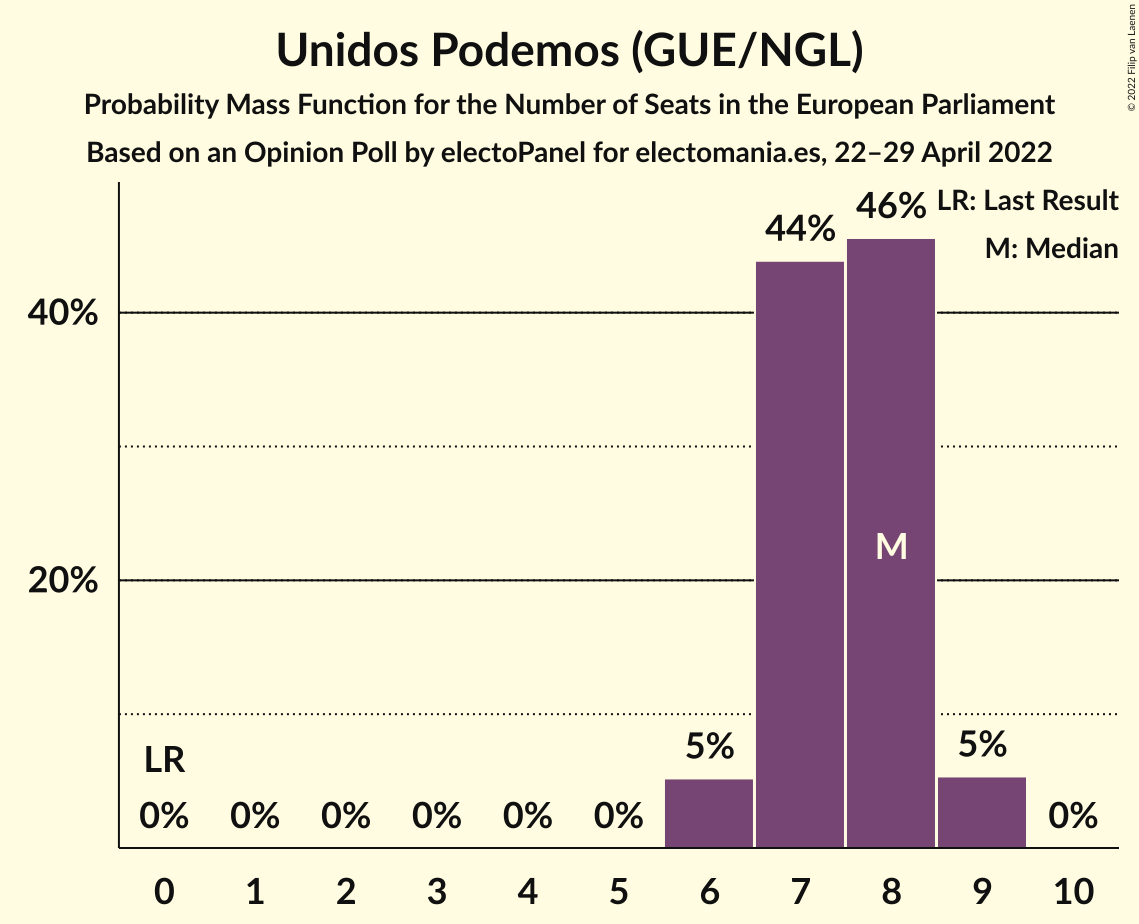 Unidos Podemos (GUE/NGL)
Probability Mass Function for the Number of Seats in the European Parliament
Based on an Opinion Poll by electoPanel for electomania.es, 22–29 April 2022
© 2022 Filip van Laenen
LR: Last Result
M: Median
44%
46%
40%
M
20%
LR
5%
5%
0%
0%
0%
0%
0%
0%
0%
0 1 2 3 4 5 6 7 8 9 10